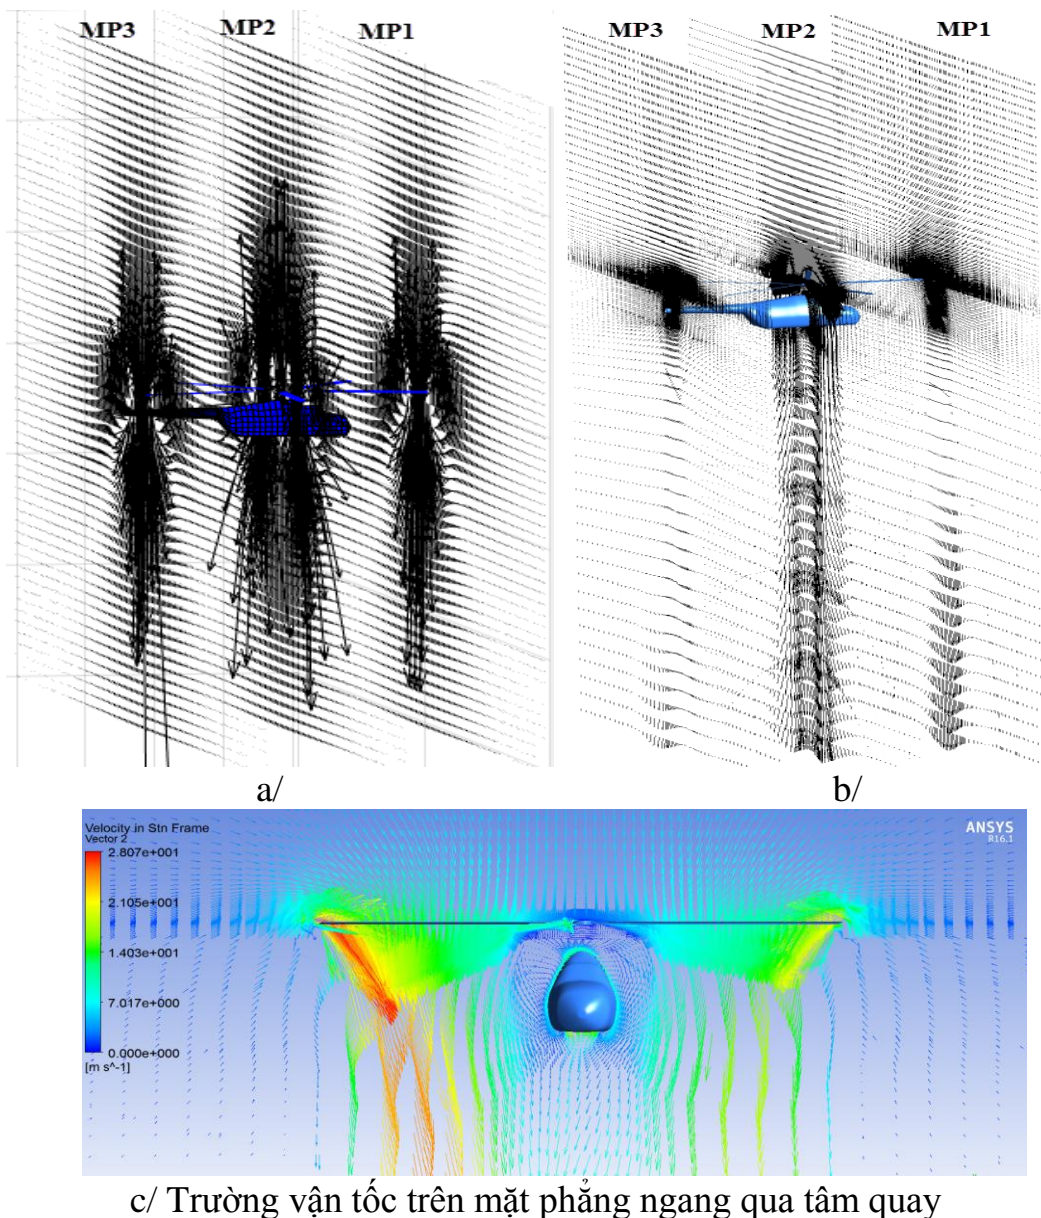 MP3 MP2 MP1
MP3 MP2 MP1
a/ b/
Velocity in Stn Frame
Vector 2
2.807e+001
2.105e+001
1.403e+001
7.017e+000
0.000e+000
[m s^-1]
ANSYS
R16.1
c/ Trường vận tốc trên mặt phẳng ngang qua tâm quay